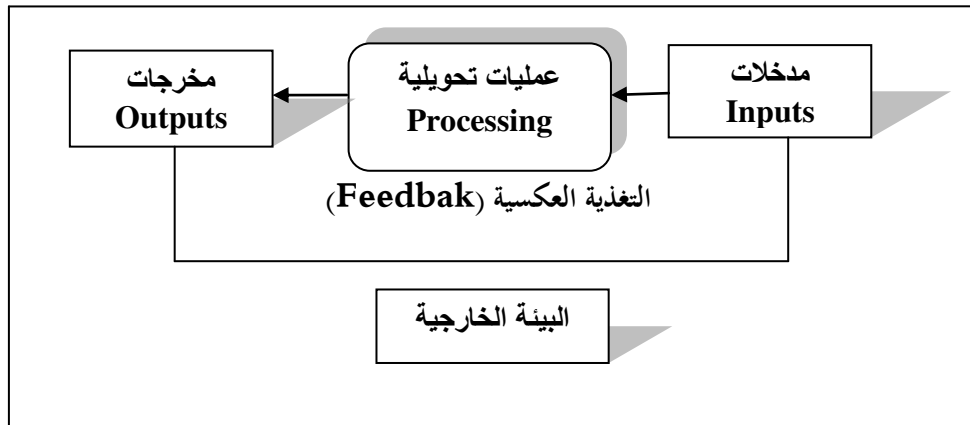 مدخلات
Inputs
عمليات تحويلية
Processing
مخرجات
Outputs
التغذية العكسية (Feedbak)
البيئة الخارجية